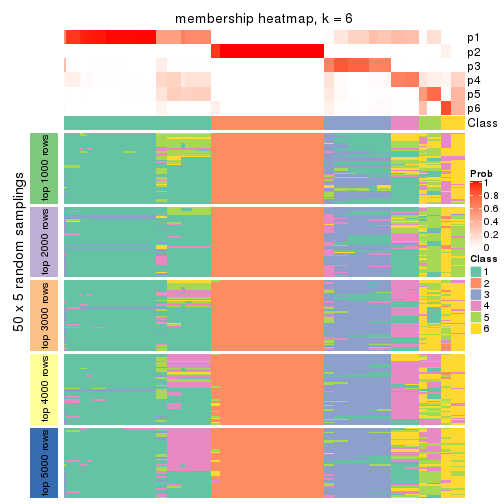 membership heatmap, k = 6
p1
p2
p3
p4
p5
p6
Class
50 x 5 random samplings
top 1000 rows
top 2000 rows
top 3000 rows
top 4000 rows
top 5000 rows
Prob
1
0.8
0.6
0.4
0.2
0
Class
1
2
3
4
5
6